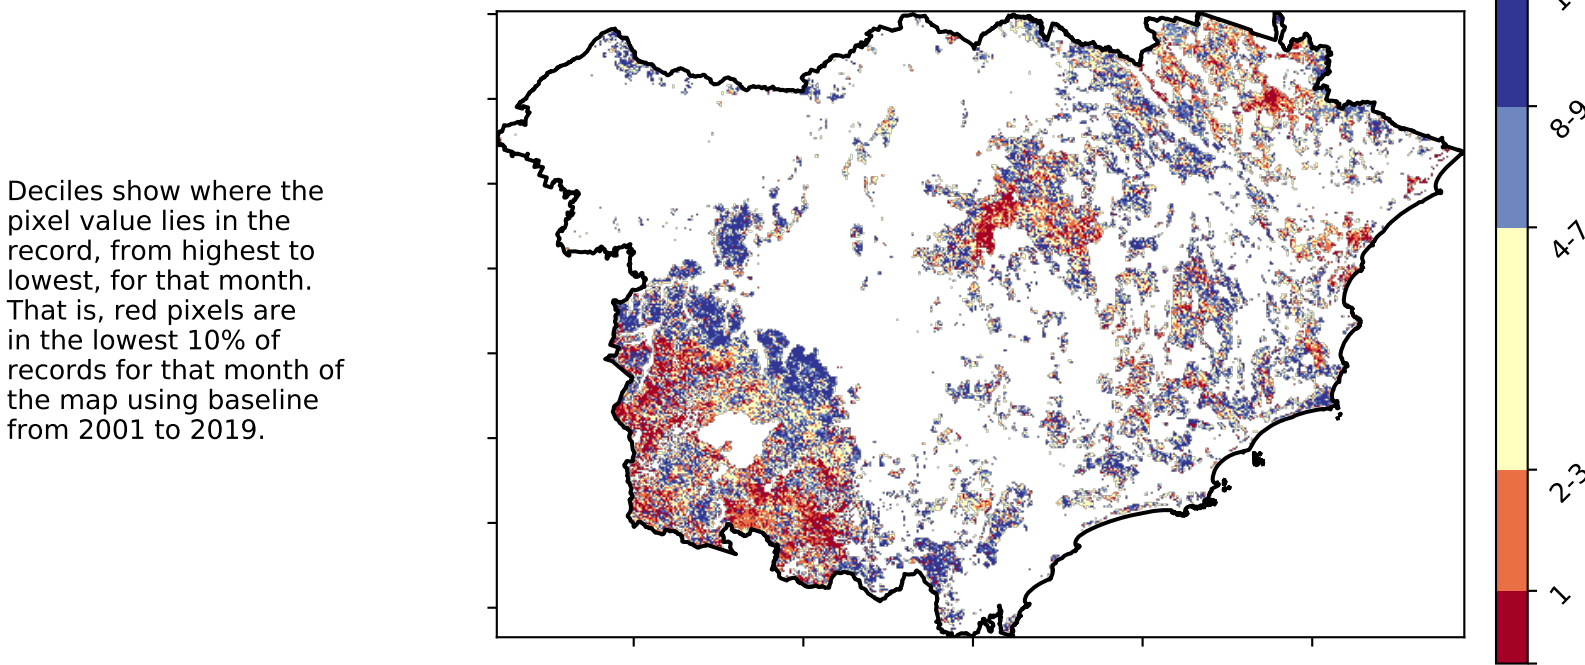 Deciles show where the
pixel value lies in the
record, from highest to
lowest, for that month.
That is, red pixels are
in the lowest 10% of
records for that month of
the map using baseline
from 2001 to 2019.
8-9
4-7
2-3
1